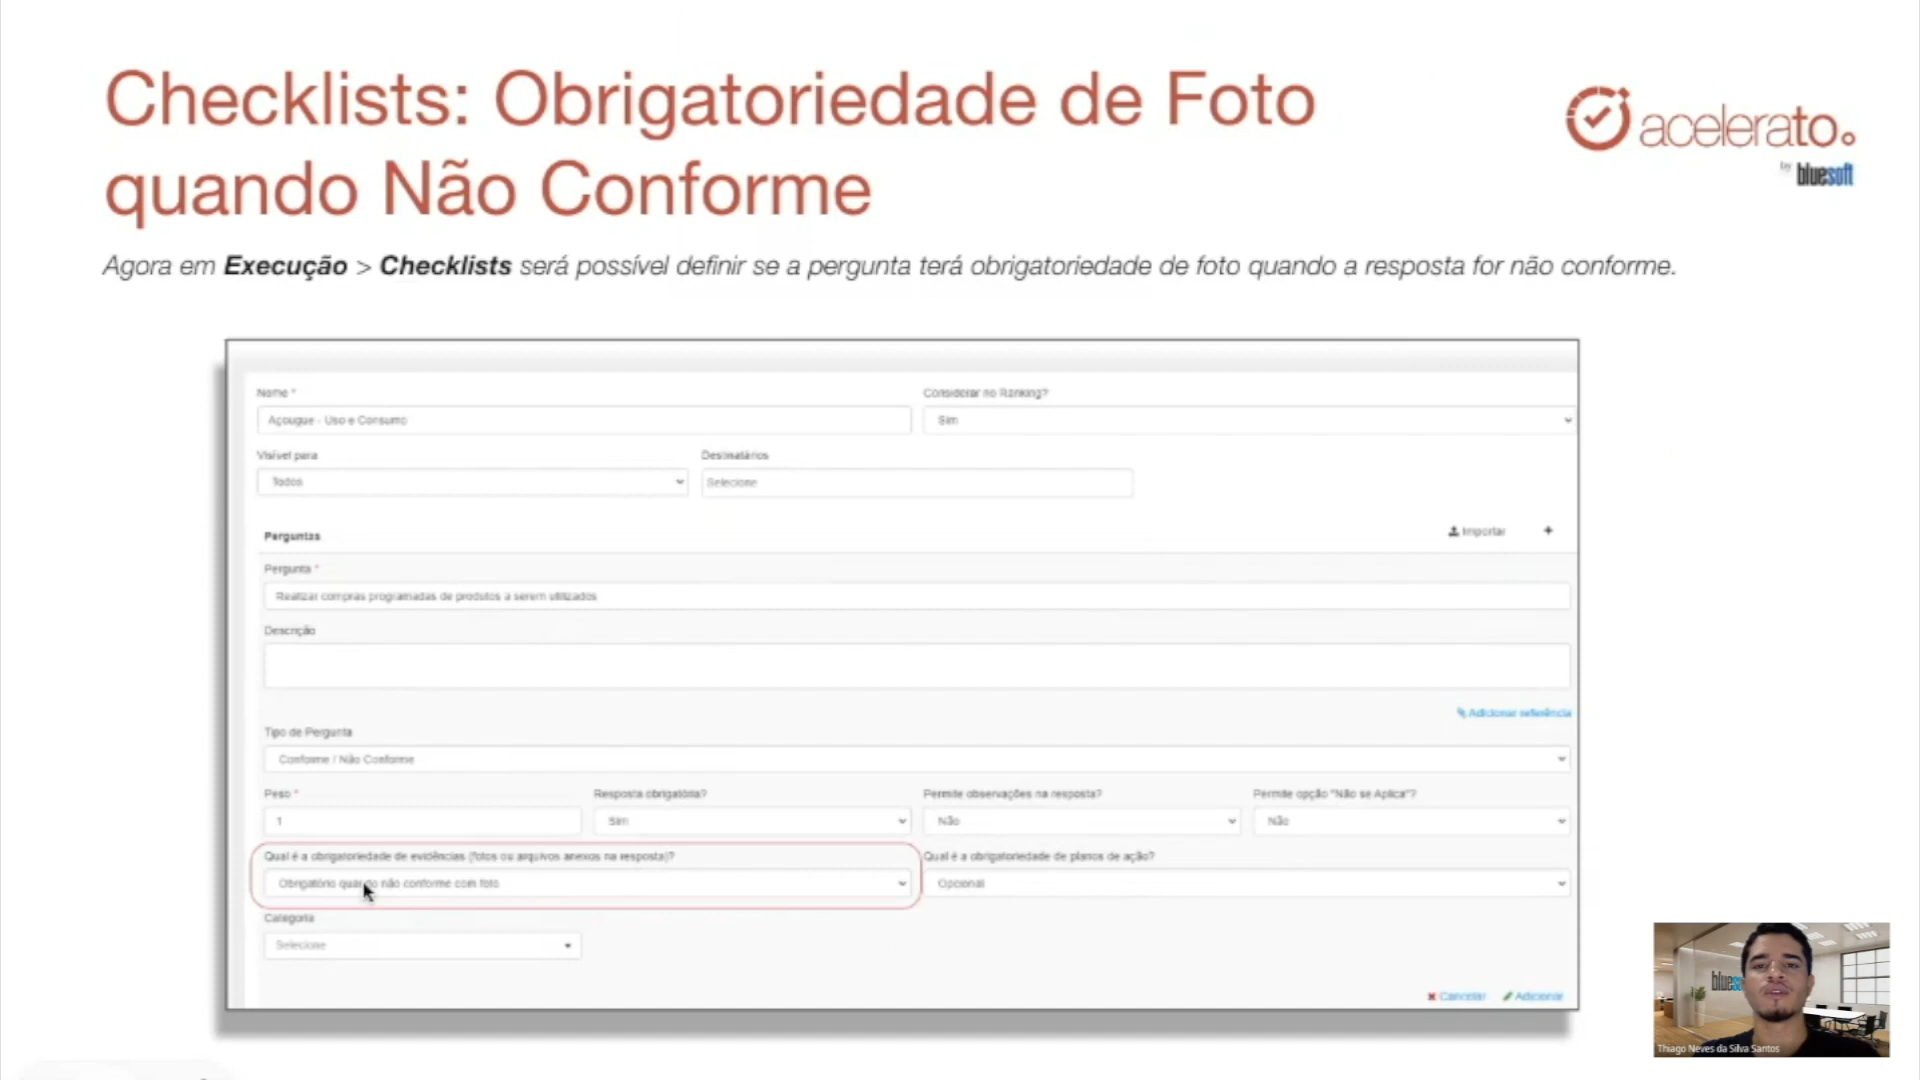 Checklists: Obrigatoriedade de Foto
quando Não Conforme
acelerato
by bluesoft
Agora em Execução > Checklists será possível definir se a pergunta terá obrigatoriedade de foto quando a resposta for não conforme.
Nome * Considerar no Ranking?
Açougue - Uso e Consumo Sim
Visível para Destinatários
Todos Selecione
Perguntas Importar +
Pergunta *
Realizar compras programadas de produtos a serem utilizados
Descrição
Adicionar referência
Tipo de Pergunta
Conforme / Não Conforme
Peso * Resposta obrigatória? Permite observações na resposta? Permite opção "Não se Aplica"?
1 Sim Não Não
Qual é a obrigatoriedade de evidências (fotos ou arquivos anexos na resposta)? Qual é a obrigatoriedade de planos de ação?
Obrigatório quando não conforme com foto Opcional
Categoria
Selecione
Cancelar Adicionar
blueso
Thiago Neves da Silva Santos